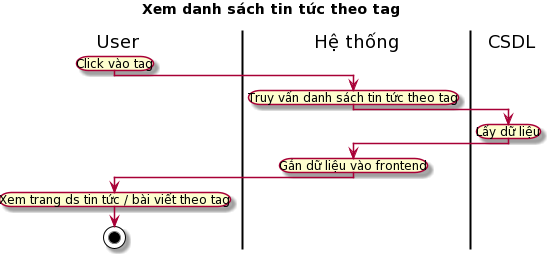 Xem danh sách tin tức theo tag
User
Hệ thống
CSDL
Click vào tag
Truy vấn danh sách tin tức theo tag
Lấy dữ liệu
Gán dữ liệu vào frontend
Xem trang ds tin tức / bài viết theo tag